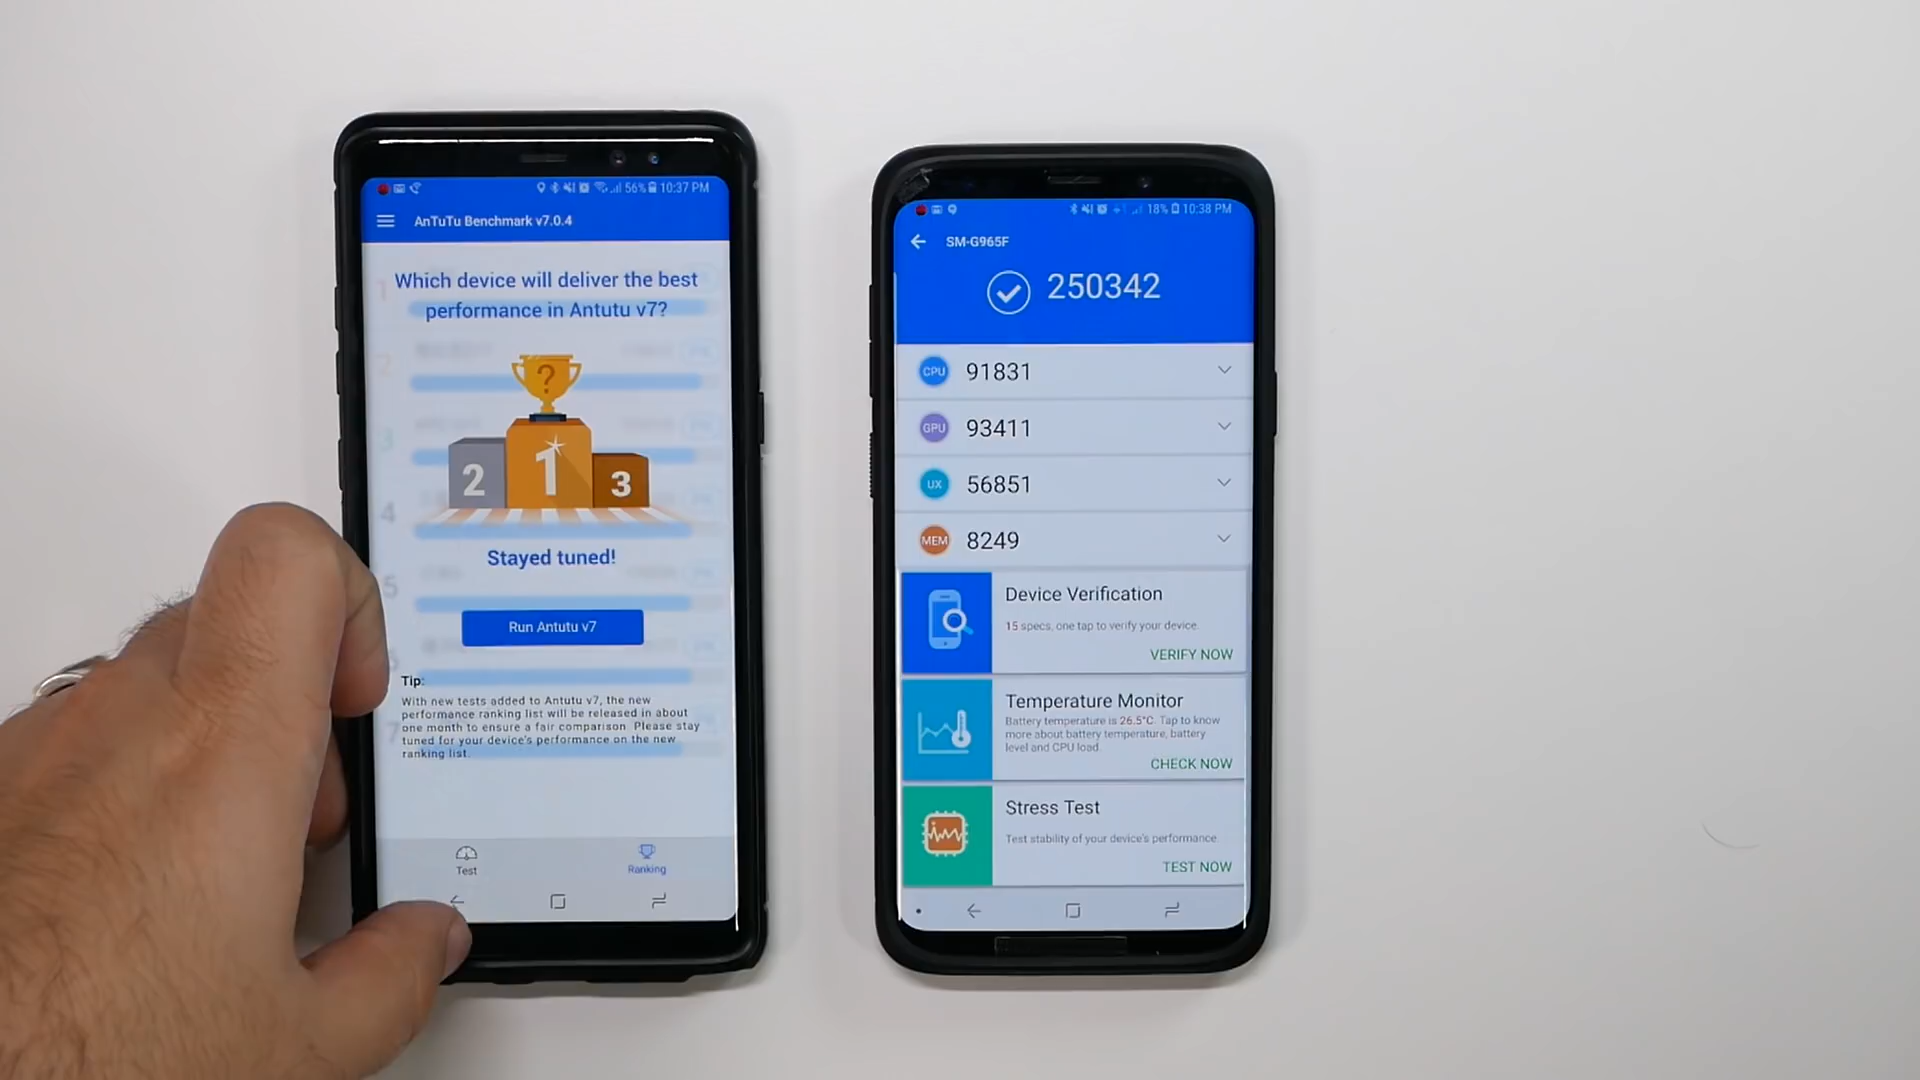 56% 10:37 PM
AnTuTu Benchmark v7.0.4
Which device will deliver the best
performance in Antutu v7?
?
2 1 3
Stayed tuned!
Run Antutu v7
Tip:
With new tests added to Antutu v7, the new
performance ranking list will be released in about
one month to ensure a fair comparison. Please stay
tuned for your device's performance on the new
ranking list.
Test
Ranking
18% 10:38 PM
SM-G965F
250342
CPU 91831
GPU 93411
UX 56851
MEM 8249
Device Verification
15 specs, one tap to verify your device.
VERIFY NOW
Temperature Monitor
Battery temperature is 26.5°C. Tap to know
more about battery temperature, battery
level and CPU load.
CHECK NOW
Stress Test
Test stability of your device's performance.
TEST NOW